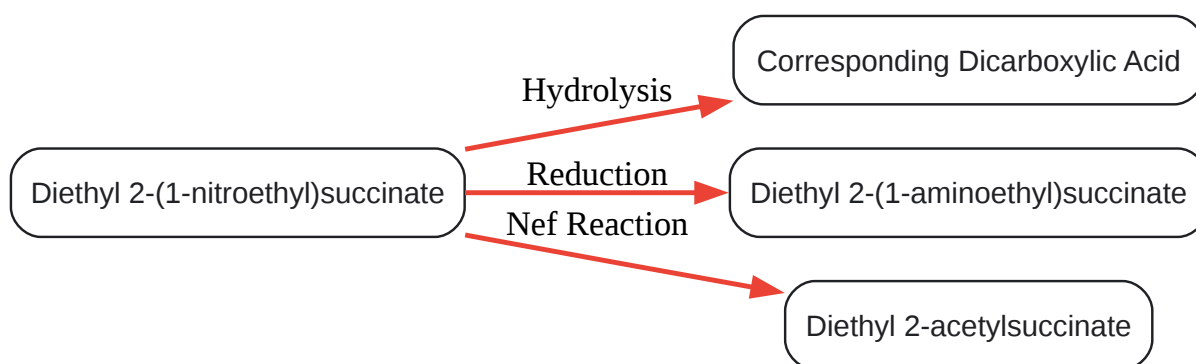 Corresponding Dicarboxylic Acid
Hydrolysis
Diethyl 2-(1-nitroethyl)succinate
Reduction
Diethyl 2-(1-aminoethyl)succinate
Nef Reaction
Diethyl 2-acetylsuccinate